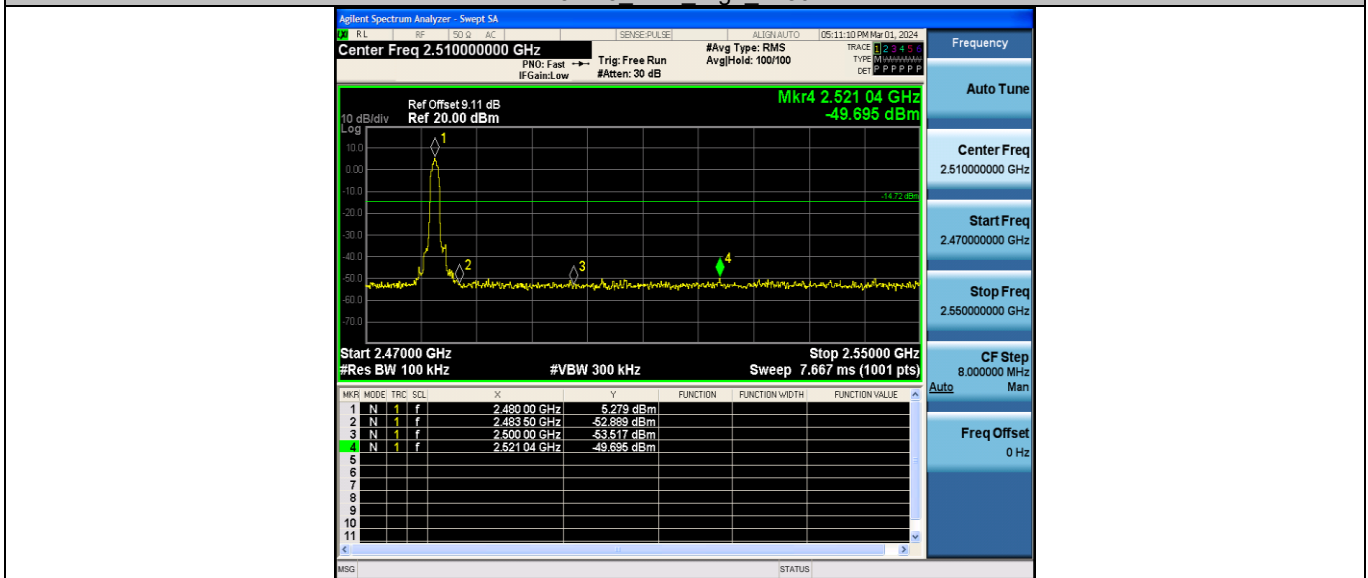 Agilent Spectrum Analyzer - Swept SA
RL RF 50 Ω AC SENSE:PULSE ALIGNAUTO 05:11:10 PM Mar 01, 2024
Center Freq 2.510000000 GHz
PNO: Fast
IFGain:Low
Trig: Free Run
#Atten: 30 dB
#Avg Type: RMS
Avg|Hold: 100/100
TRACE 1 2 3 4 5 6
TYPE M
DET P P P P P P
Mkr4 2.521 04 GHz
-49.695 dBm
Ref Offset 9.11 dB
10 dB/div Ref 20.00 dBm
Log
10.0
0.00
-10.0
-20.0
-30.0
-40.0
-50.0
-60.0
-70.0
1
2
3
4
-14.72 dBm
Start 2.47000 GHz Stop 2.55000 GHz
#Res BW 100 kHz #VBW 300 kHz Sweep 7.667 ms (1001 pts)
MKR MODE TRC SCL X Y FUNCTION FUNCTION WIDTH FUNCTION VALUE
1 N 1 f 2.480 00 GHz 5.279 dBm
2 N 1 f 2.483 50 GHz -52.889 dBm
3 N 1 f 2.500 00 GHz -53.517 dBm
4 N 1 f 2.521 04 GHz -49.695 dBm
5
6
7
8
9
10
11
MSG STATUS
Frequency
Auto Tune
Center Freq
2.510000000 GHz
Start Freq
2.470000000 GHz
Stop Freq
2.550000000 GHz
CF Step
8.000000 MHz
Auto Man
Freq Offset
0 Hz